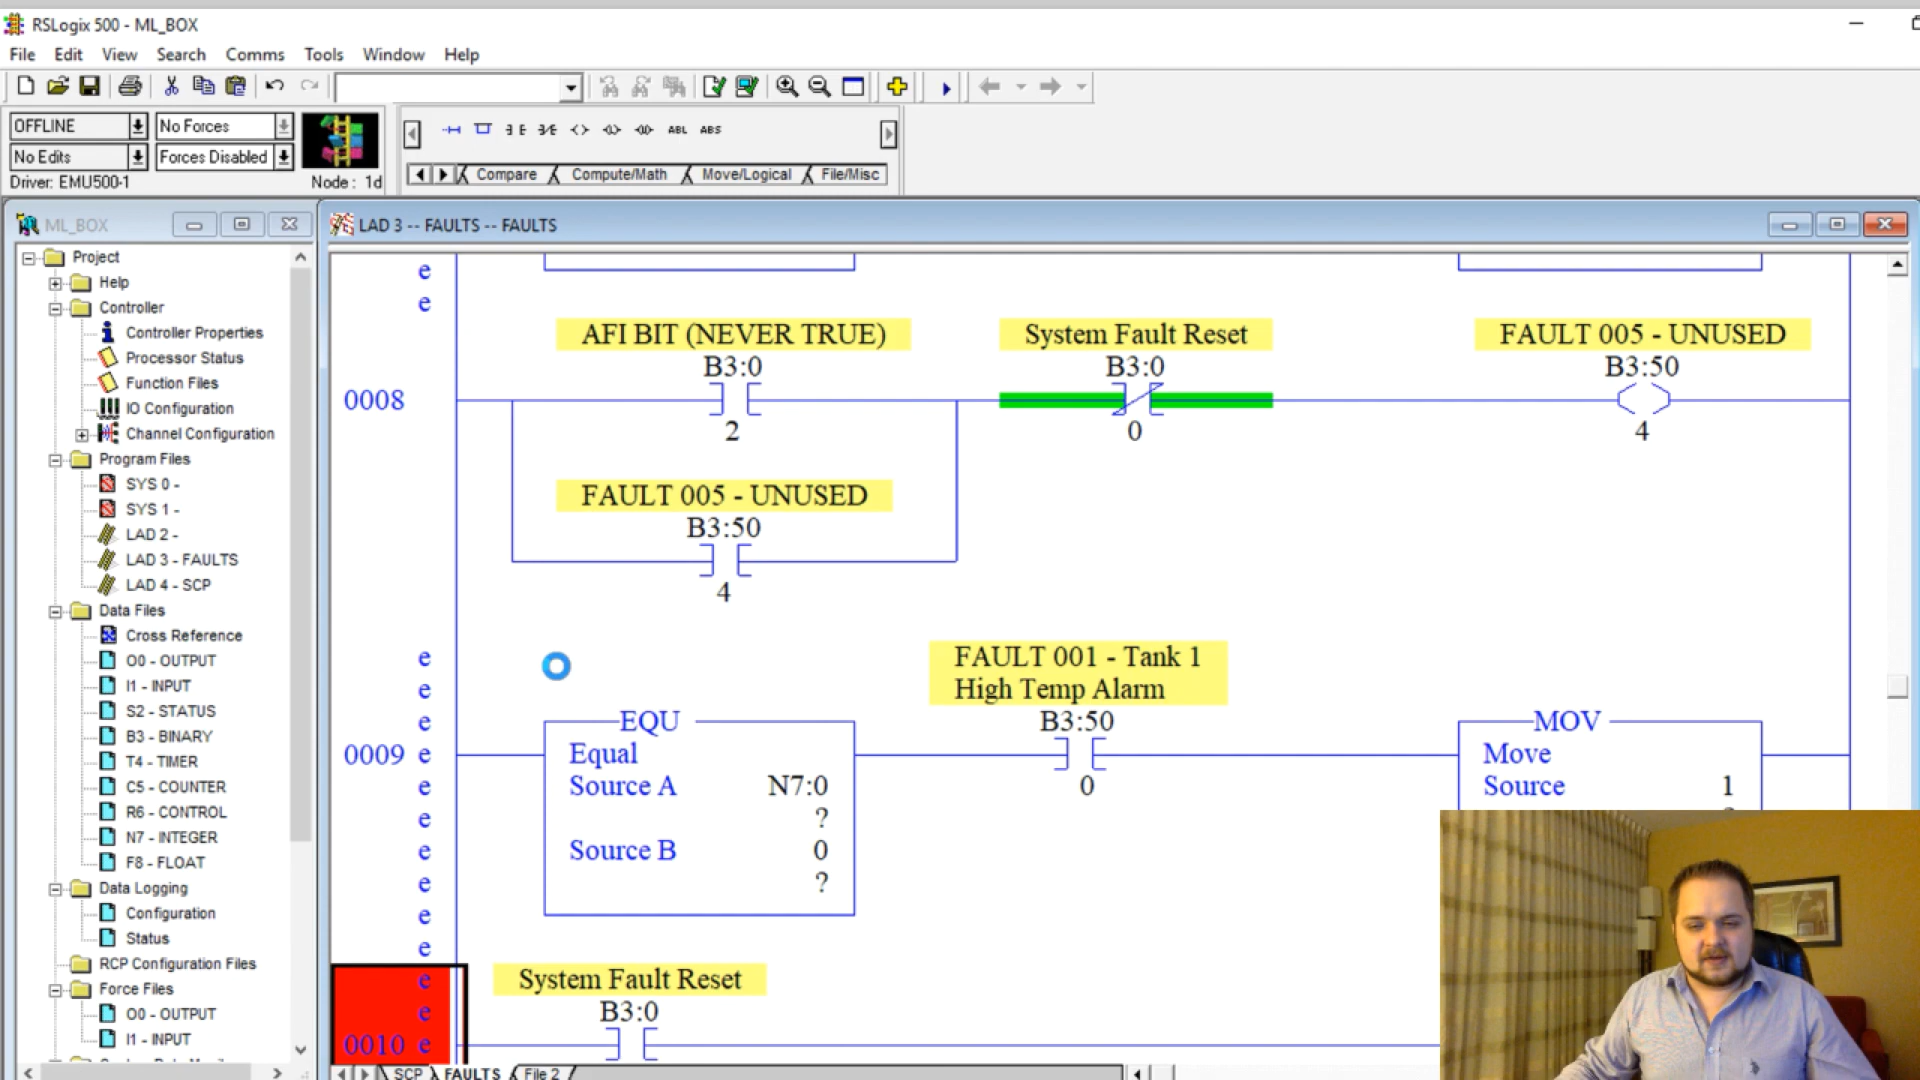 RSLogix 500 - ML_BOX
File Edit View Search Comms Tools Window Help
OFFLINE No Forces
No Edits Forces Disabled
Driver: EMU500-1 Node : 1d
ABL ABS
Compare Compute/Math Move/Logical File/Misc
ML_BOX
Project
Help
Controller
Controller Properties
Processor Status
Function Files
IO Configuration
Channel Configuration
Program Files
SYS 0 -
SYS 1 -
LAD 2 -
LAD 3 - FAULTS
LAD 4 - SCP
Data Files
Cross Reference
O0 - OUTPUT
I1 - INPUT
S2 - STATUS
B3 - BINARY
T4 - TIMER
C5 - COUNTER
R6 - CONTROL
N7 - INTEGER
F8 - FLOAT
Data Logging
Configuration
Status
RCP Configuration Files
Force Files
O0 - OUTPUT
I1 - INPUT
LAD 3 -- FAULTS -- FAULTS
e
e
AFI BIT (NEVER TRUE) System Fault Reset FAULT 005 - UNUSED
B3:0 B3:0 B3:50
0008
2 0 4
FAULT 005 - UNUSED
B3:50
4
e FAULT 001 - Tank 1
e High Temp Alarm
e EQU B3:50 MOV
0009 e Equal Move
e Source A N7:0 0 Source 1
e ?
e Source B 0
e ?
e
e
e System Fault Reset
e B3:0
0010 e
SCP FAULTS File 2